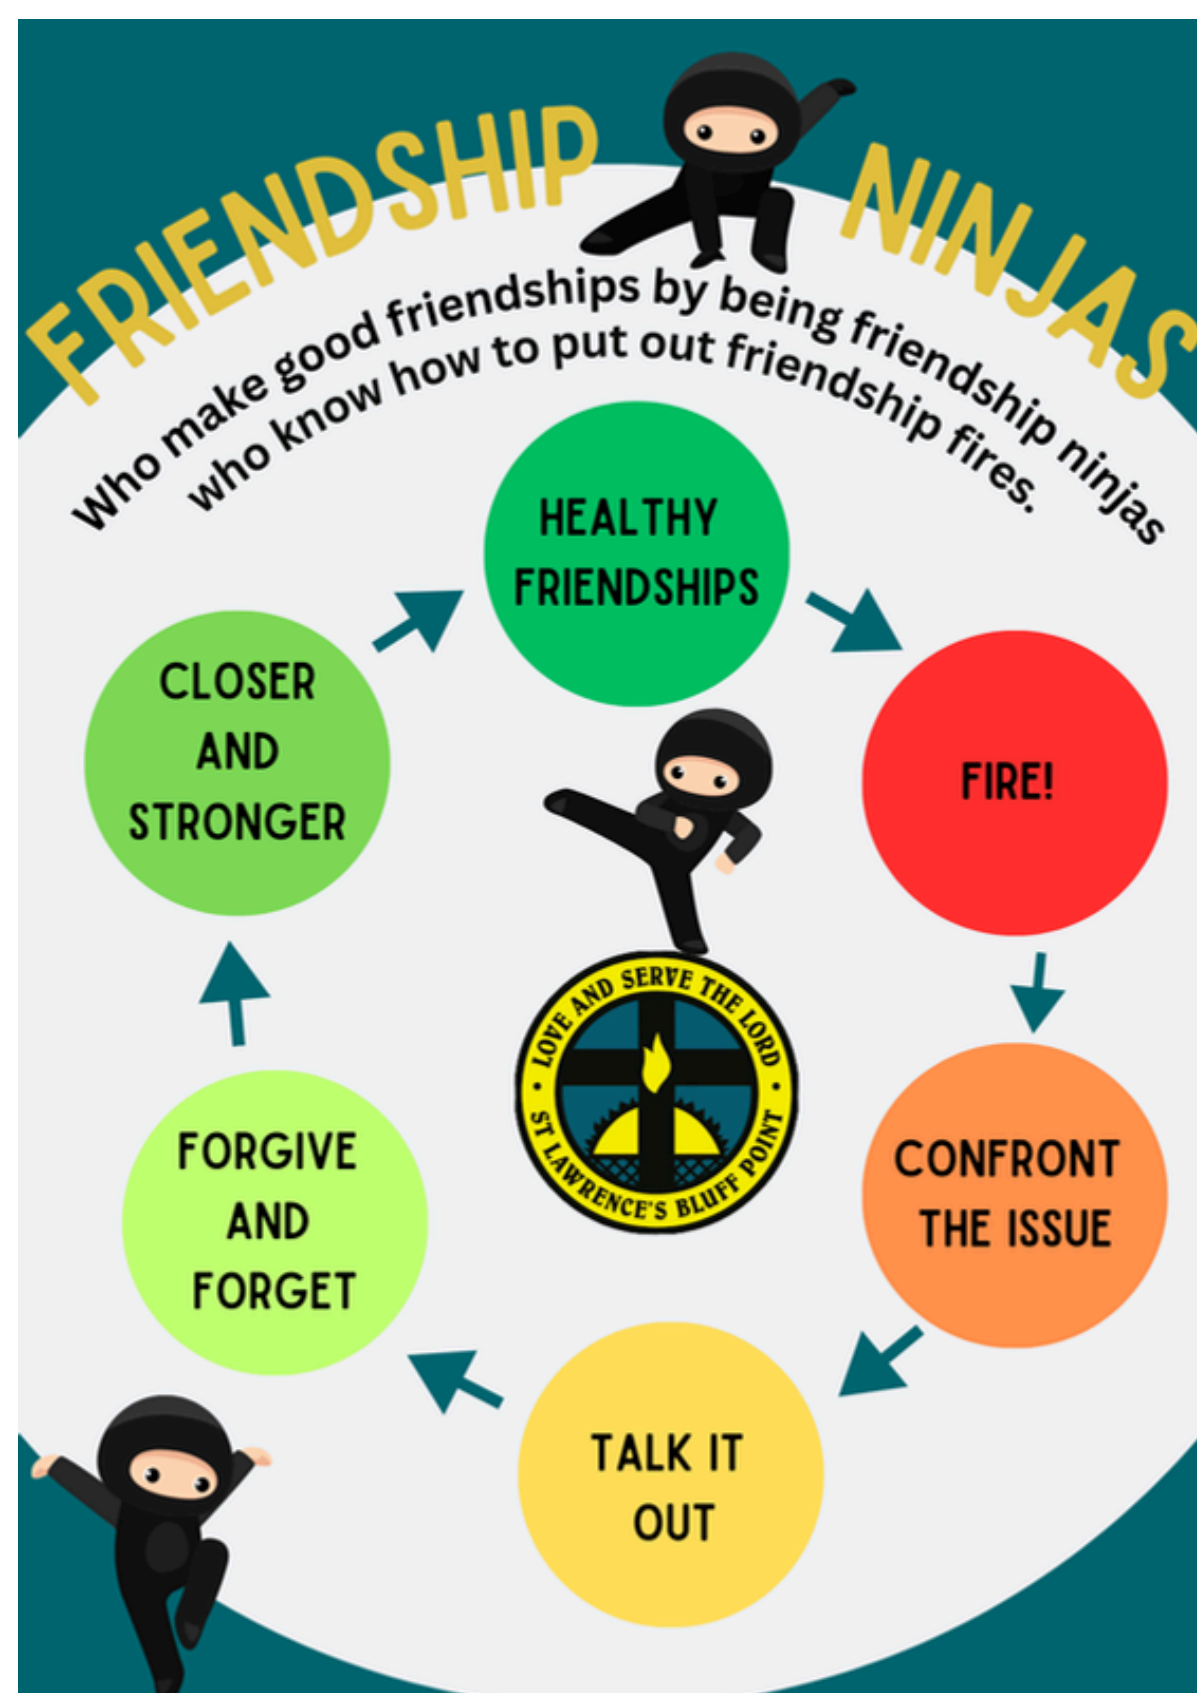 FRIENDSHIP NINJAS
Who make good friendships by being friendship ninjas
who know how to put out friendship fires.
HEALTHY
FRIENDSHIPS
FIRE!
CONFRONT
THE ISSUE
TALK IT
OUT
FORGIVE
AND
FORGET
CLOSER
AND
STRONGER
LOVE AND SERVE THE LORD
ST LAWRENCE'S BLUFF POINT